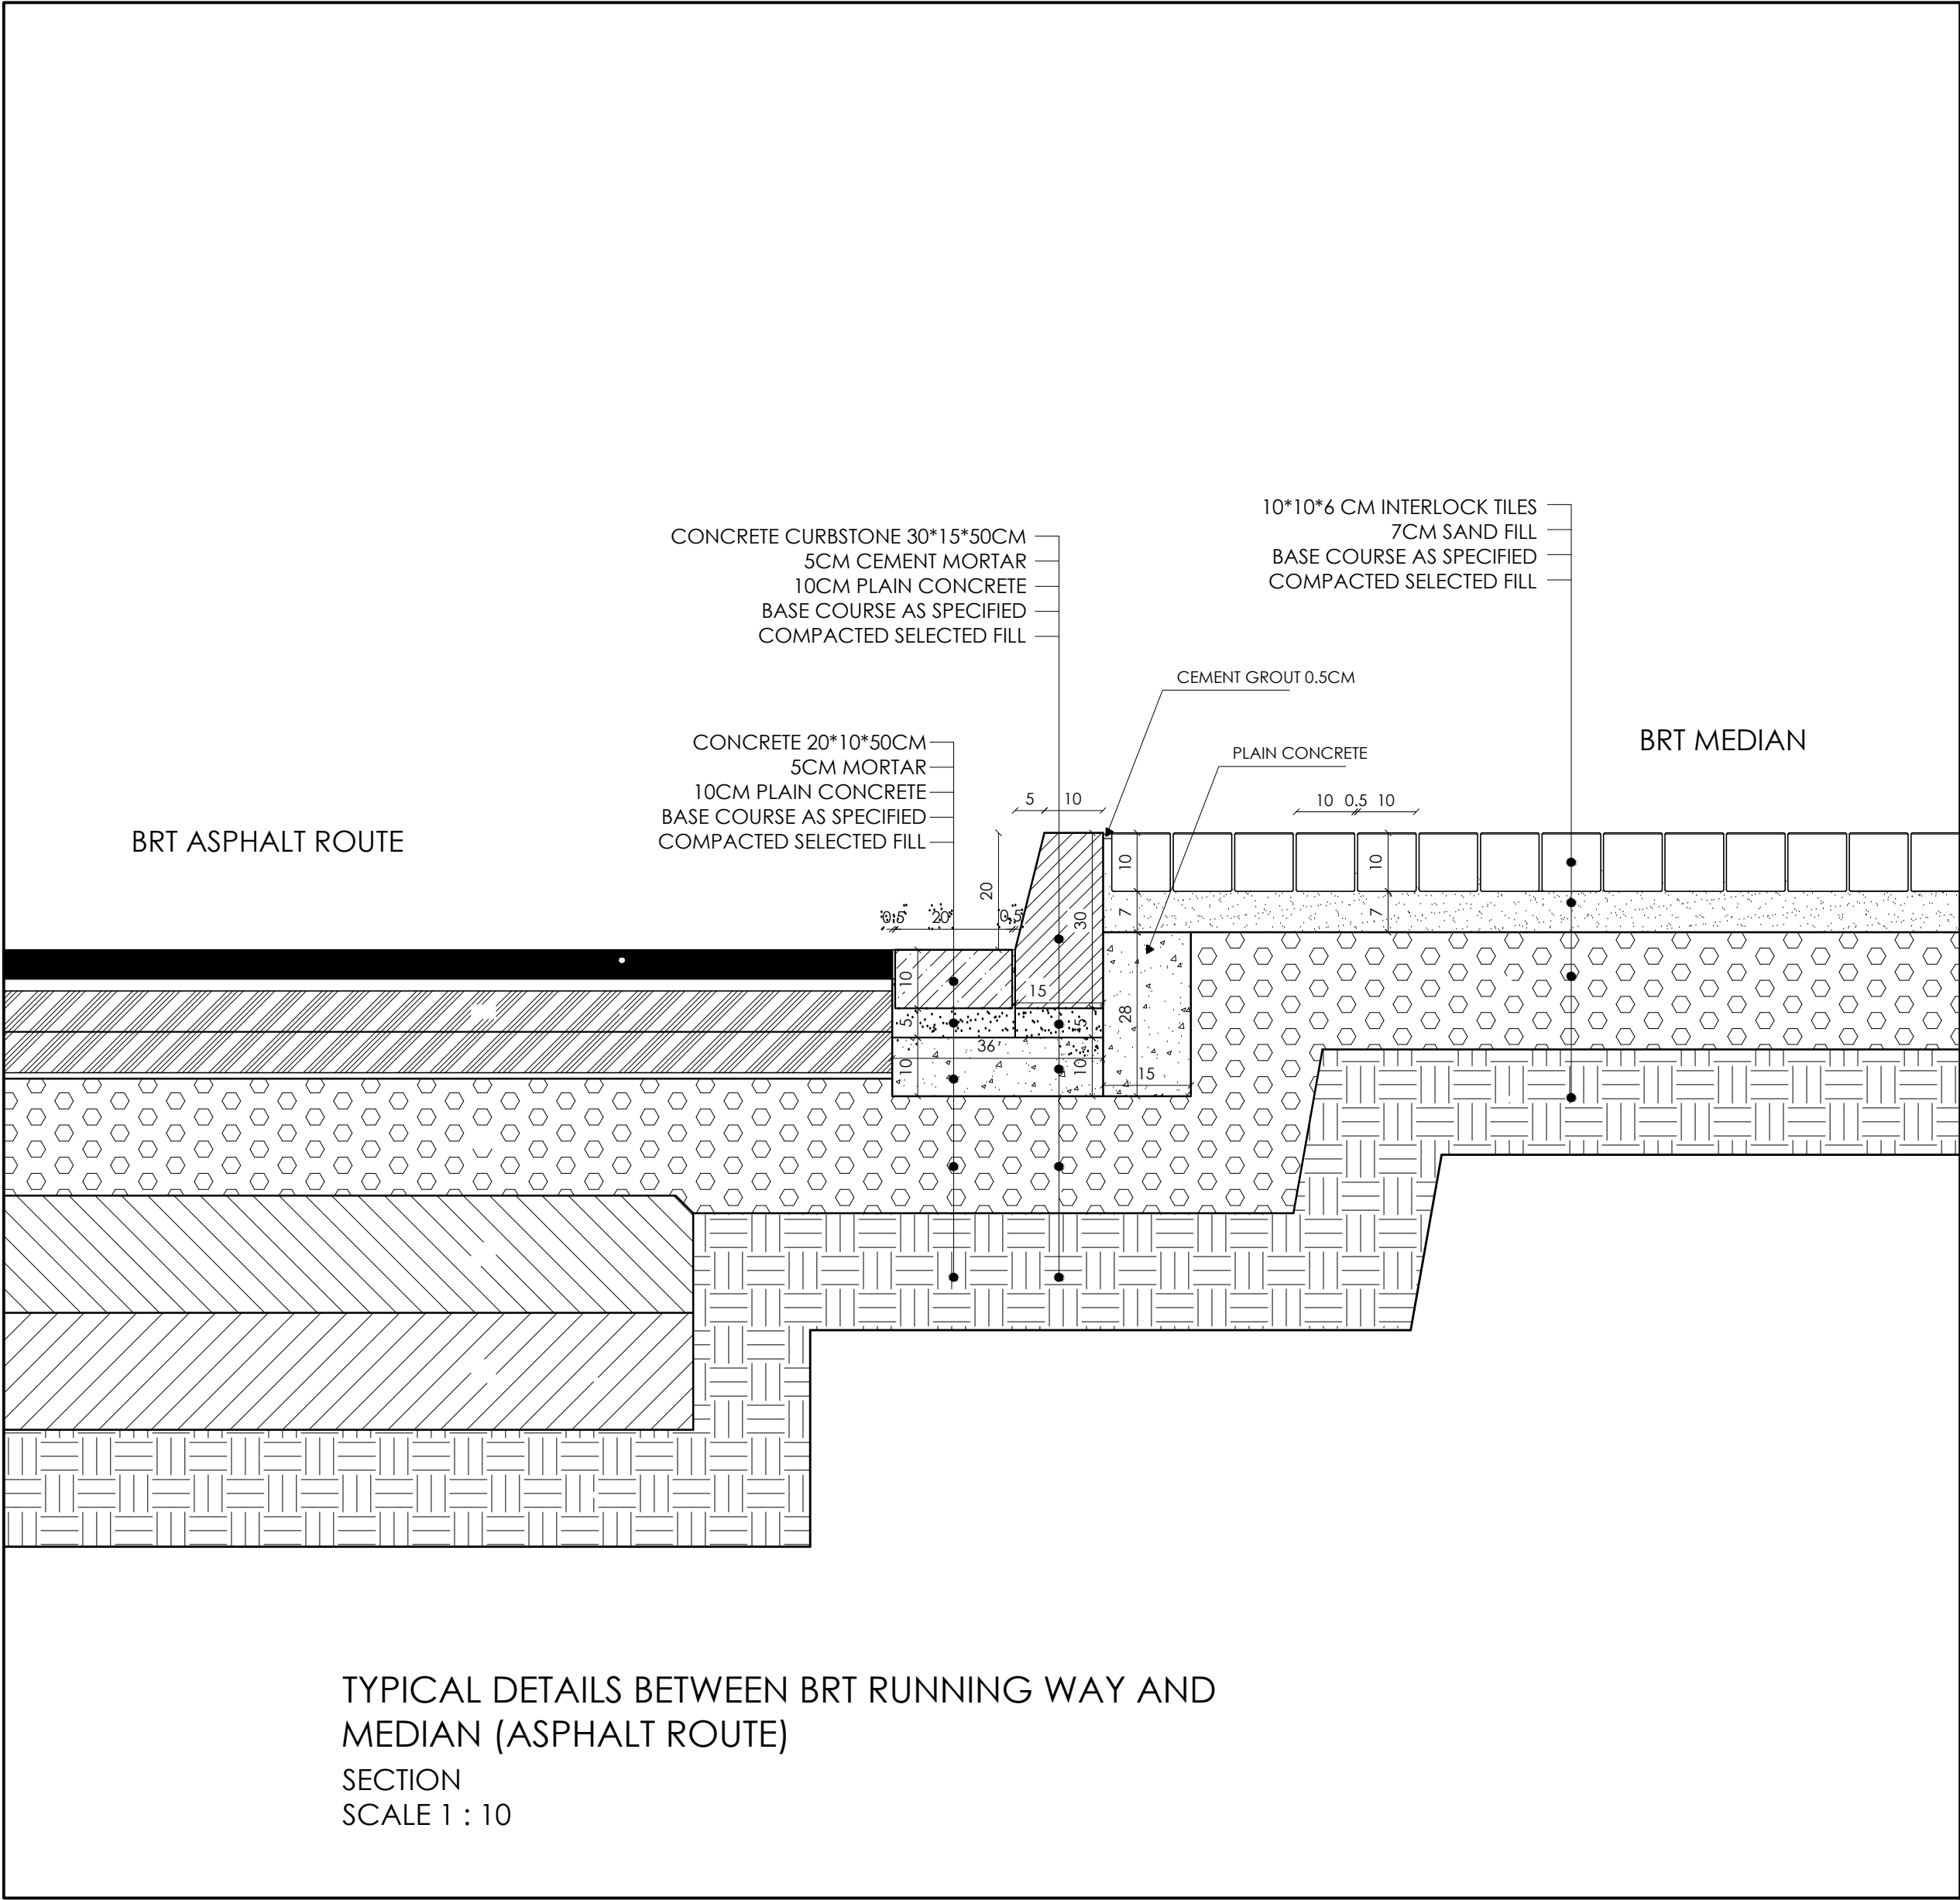 10*10*6 CM INTERLOCK TILES
7CM SAND FILL
BASE COURSE AS SPECIFIED
COMPACTED SELECTED FILL
CONCRETE CURBSTONE 30*15*50CM
5CM CEMENT MORTAR
10CM PLAIN CONCRETE
BASE COURSE AS SPECIFIED
COMPACTED SELECTED FILL
CEMENT GROUT 0.5CM
BRT MEDIAN
PLAIN CONCRETE
CONCRETE 20*10*50CM
5CM MORTAR
10CM PLAIN CONCRETE
BASE COURSE AS SPECIFIED
COMPACTED SELECTED FILL
BRT ASPHALT ROUTE
5 10
10 0.5 10
10
10
20
0.5 20 0.5
30
7
7
10
15
28
5
15
36
10
10
15
TYPICAL DETAILS BETWEEN BRT RUNNING WAY AND
MEDIAN (ASPHALT ROUTE)
SECTION
SCALE 1 : 10